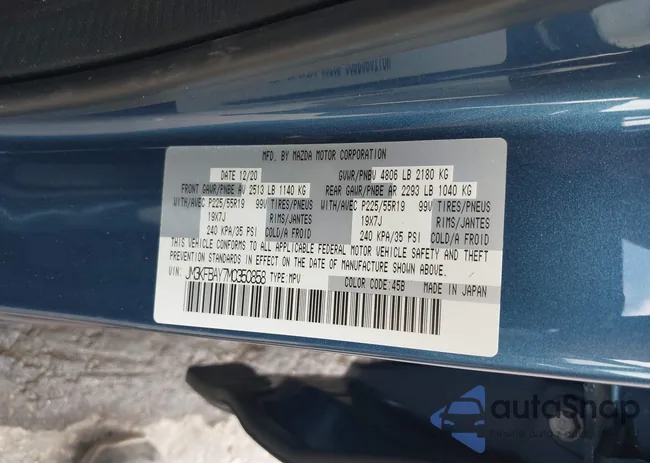 MFD. BY MAZDA MOTOR CORPORATION
DATE 12/20 GVWR/PNBV 4806 LB 2180 KG
FRONT GAWR/PNBE AV 2513 LB 1140 KG REAR GAWR/PNBE AR 2293 LB 1040 KG
WITH/AVEC P225/55R19 99V TIRES/PNEUS WITH/AVEC P225/55R19 99V TIRES/PNEUS
19X7J RIMS/JANTES 19X7J RIMS/JANTES
240 KPA/35 PSI COLD/A FROID 240 KPA/35 PSI COLD/A FROID
THIS VEHICLE CONFORMS TO ALL APPLICABLE FEDERAL MOTOR VEHICLE SAFETY AND THEFT
PREVENTION STANDARDS IN EFFECT ON THE DATE OF MANUFACTURE SHOWN ABOVE.
VIN: JM3KFBAY7M0350858 TYPE: MPV COLOR CODE: 45B MADE IN JAPAN
autoSnap